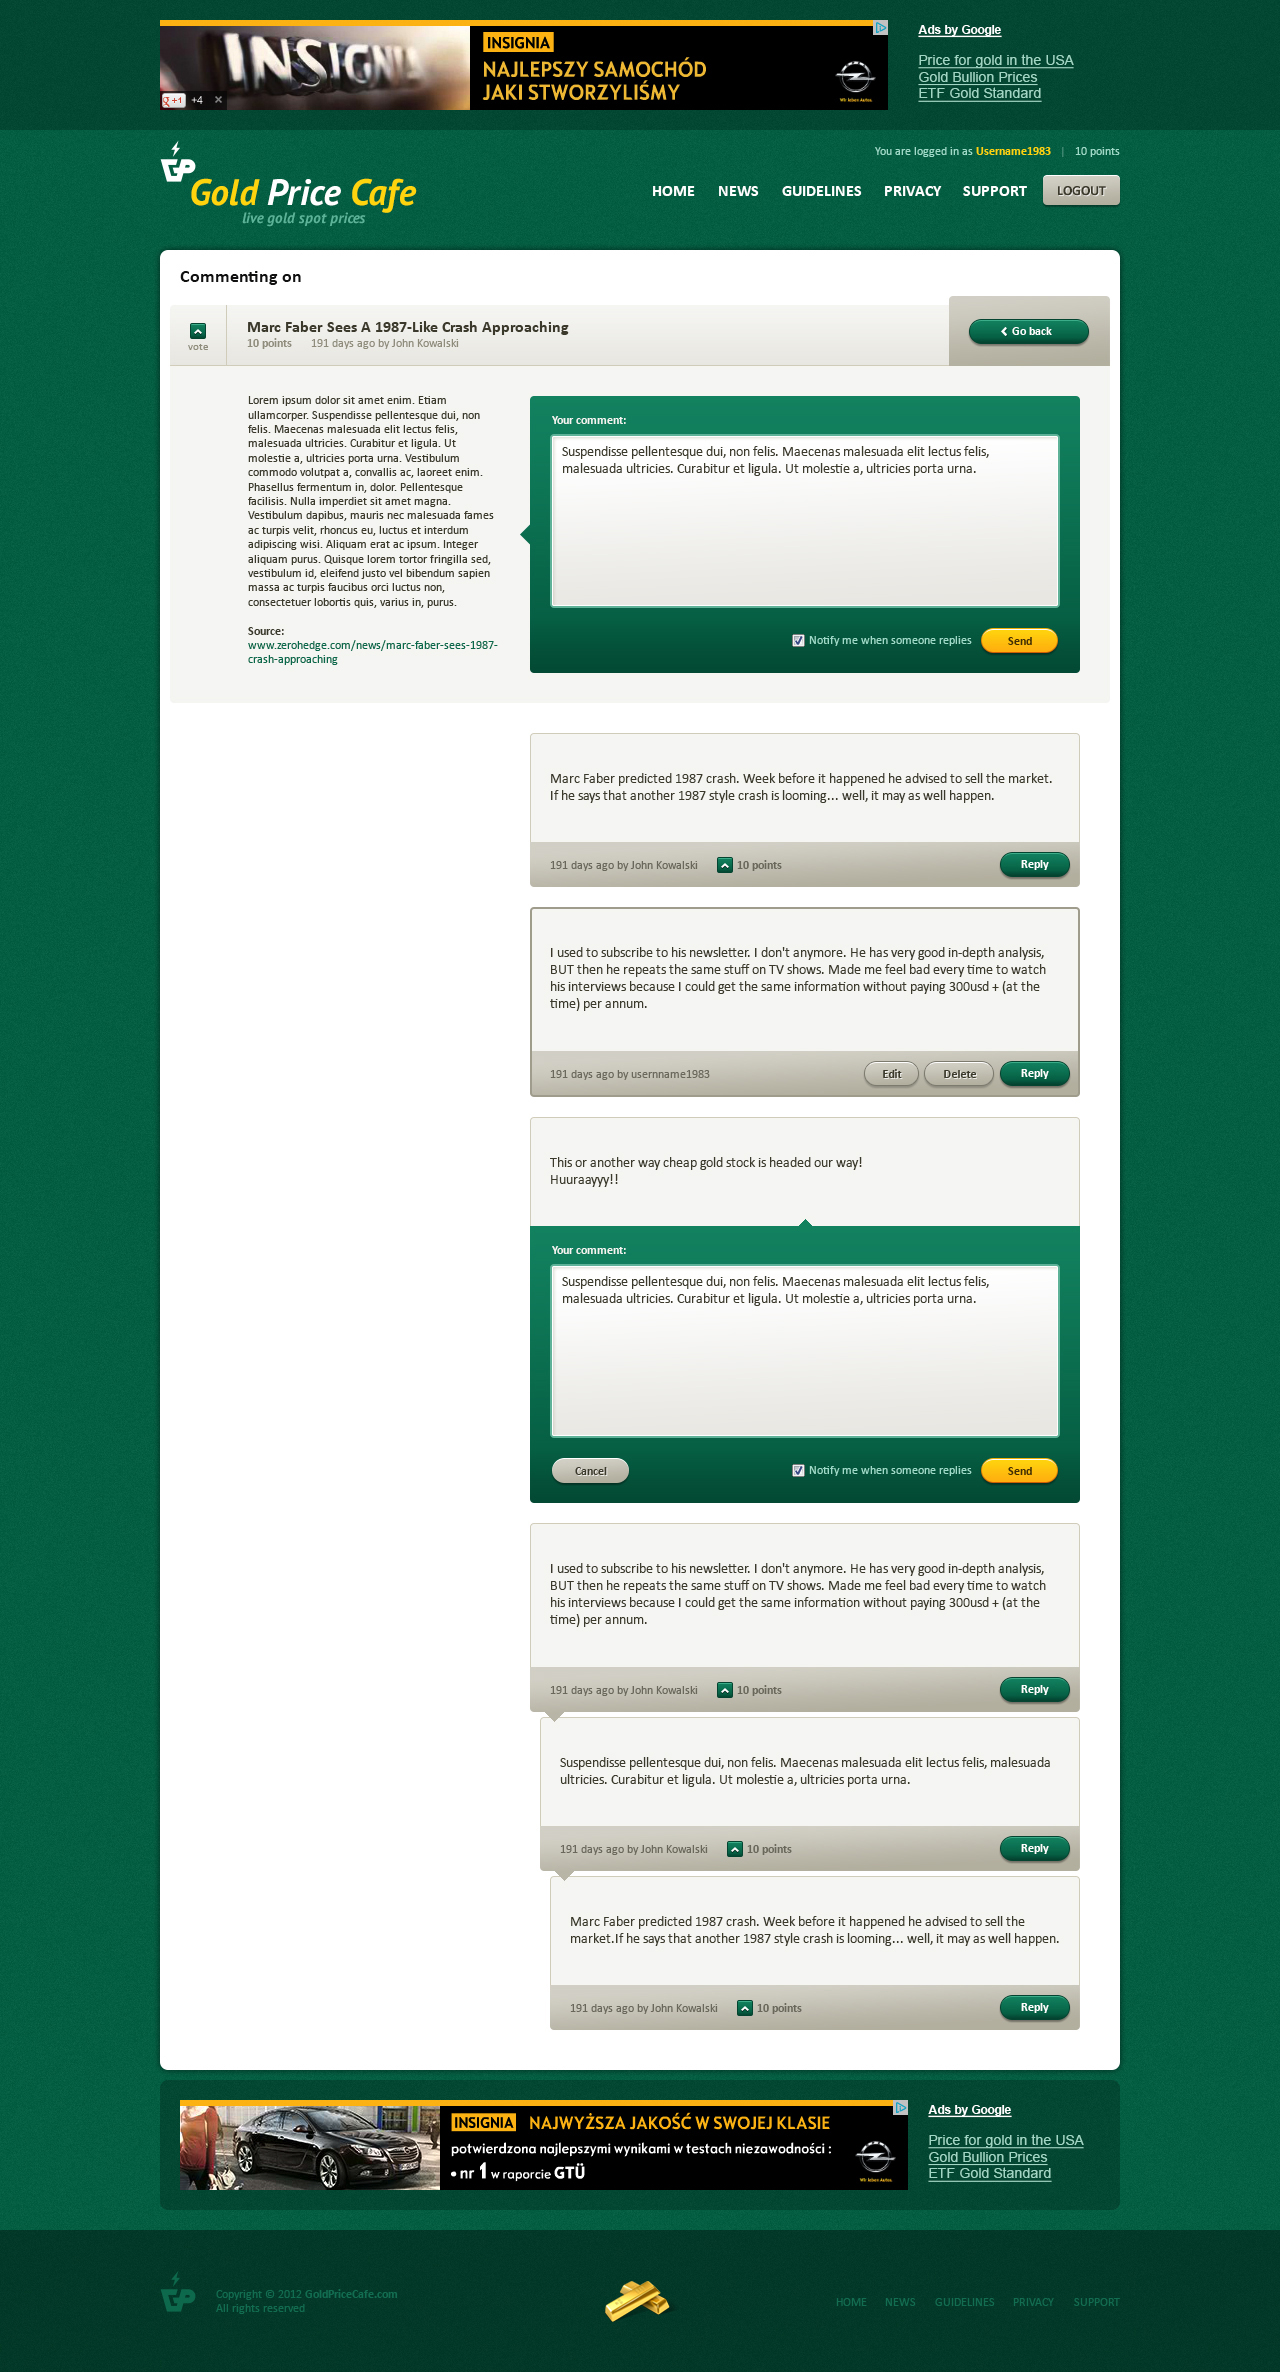 INSIGNIA
INSIGNIA
NAJLEPSZY SAMOCHÓD
JAKI STWORZYLIŚMY
Wir leben Autos.
g +1 +4 ×
Ads by Google
Price for gold in the USA
Gold Bullion Prices
ETF Gold Standard
You are logged in as Username1983 | 10 points
GP
Gold Price Cafe
live gold spot prices
HOME NEWS GUIDELINES PRIVACY SUPPORT LOGOUT
Commenting on
vote
Marc Faber Sees A 1987-Like Crash Approaching
10 points 191 days ago by John Kowalski
Go back
Lorem ipsum dolor sit amet enim. Etiam
ullamcorper. Suspendisse pellentesque dui, non
felis. Maecenas malesuada elit lectus felis,
malesuada ultricies. Curabitur et ligula. Ut
molestie a, ultricies porta urna. Vestibulum
commodo volutpat a, convallis ac, laoreet enim.
Phasellus fermentum in, dolor. Pellentesque
facilisis. Nulla imperdiet sit amet magna.
Vestibulum dapibus, mauris nec malesuada fames
ac turpis velit, rhoncus eu, luctus et interdum
adipiscing wisi. Aliquam erat ac ipsum. Integer
aliquam purus. Quisque lorem tortor fringilla sed,
vestibulum id, eleifend justo vel bibendum sapien
massa ac turpis faucibus orci luctus non,
consectetuer lobortis quis, varius in, purus.
Source:
www.zerohedge.com/news/marc-faber-sees-1987-
crash-approaching
Your comment:
Suspendisse pellentesque dui, non felis. Maecenas malesuada elit lectus felis,
malesuada ultricies. Curabitur et ligula. Ut molestie a, ultricies porta urna.
Notify me when someone replies Send
Marc Faber predicted 1987 crash. Week before it happened he advised to sell the market.
If he says that another 1987 style crash is looming... well, it may as well happen.
191 days ago by John Kowalski 10 points Reply
I used to subscribe to his newsletter. I don't anymore. He has very good in-depth analysis,
BUT then he repeats the same stuff on TV shows. Made me feel bad every time to watch
his interviews because I could get the same information without paying 300usd + (at the
time) per annum.
191 days ago by usernname1983 Edit Delete Reply
This or another way cheap gold stock is headed our way!
Huuraayyy!!
Your comment:
Suspendisse pellentesque dui, non felis. Maecenas malesuada elit lectus felis,
malesuada ultricies. Curabitur et ligula. Ut molestie a, ultricies porta urna.
Cancel Notify me when someone replies Send
I used to subscribe to his newsletter. I don't anymore. He has very good in-depth analysis,
BUT then he repeats the same stuff on TV shows. Made me feel bad every time to watch
his interviews because I could get the same information without paying 300usd + (at the
time) per annum.
191 days ago by John Kowalski 10 points Reply
Suspendisse pellentesque dui, non felis. Maecenas malesuada elit lectus felis, malesuada
ultricies. Curabitur et ligula. Ut molestie a, ultricies porta urna.
191 days ago by John Kowalski 10 points Reply
Marc Faber predicted 1987 crash. Week before it happened he advised to sell the
market.If he says that another 1987 style crash is looming... well, it may as well happen.
191 days ago by John Kowalski 10 points Reply
INSIGNIA NAJWYŻSZA JAKOŚĆ W SWOJEJ KLASIE
potwierdzona najlepszymi wynikami w testach niezawodności :
• nr 1 w raporcie GTÜ
Wir leben Autos.
Ads by Google
Price for gold in the USA
Gold Bullion Prices
ETF Gold Standard
GP
Copyright © 2012 GoldPriceCafe.com
All rights reserved
HOME NEWS GUIDELINES PRIVACY SUPPORT